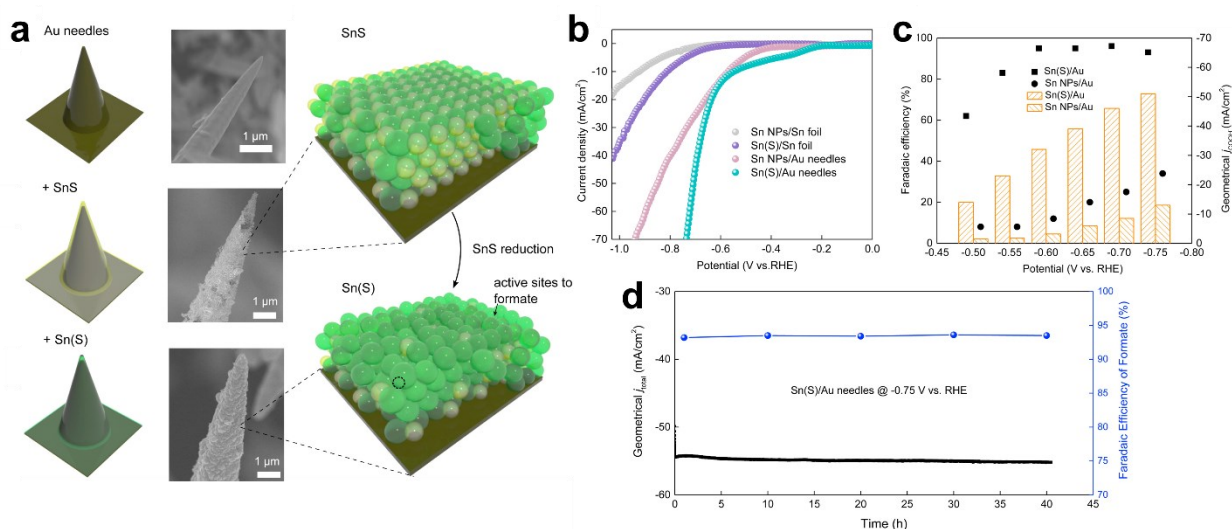 a
Au needles
1 μm
+ SnS
1 μm
+ Sn(S)
1 μm
SnS
SnS reduction
Sn(S)
active sites to
formate
b
Current density (mA/cm²)
0
-10
-20
-30
-40
-50
-60
-70
Sn NPs/Sn foil
Sn(S)/Sn foil
Sn NPs/Au needles
Sn(S)/Au needles
-1.0
-0.8
-0.6
-0.4
-0.2
0.0
Potential (V vs.RHE)
c
Faradaic efficiency (%)
100
80
60
40
20
0
Sn(S)/Au
Sn NPs/Au
Sn(S)/Au
Sn NPs/Au
-70
-60
-50
-40
-30
-20
-10
0
Geometrical jHCOO-(mA/cm²)
-0.45
-0.50
-0.55
-0.60
-0.65
-0.70
-0.75
-0.80
Potential (V vs. RHE)
d
Geometrical jtotal (mA/cm²)
-30
-40
-50
-60
Sn(S)/Au needles @ -0.75 V vs. RHE
100
95
90
85
80
75
70
Faradaic Efficiency of Formate (%)
0
5
10
15
20
25
30
35
40
45
Time (h)